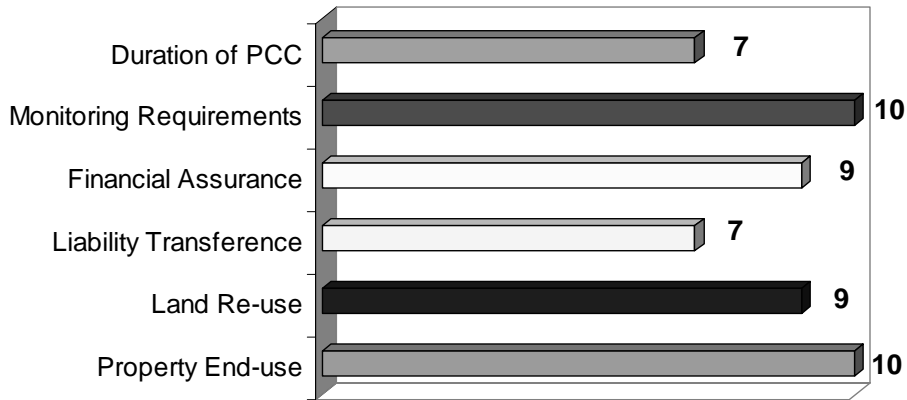 Duration of PCC 7
Monitoring Requirements 10
Financial Assurance 9
Liability Transference 7
Land Re-use 9
Property End-use 10